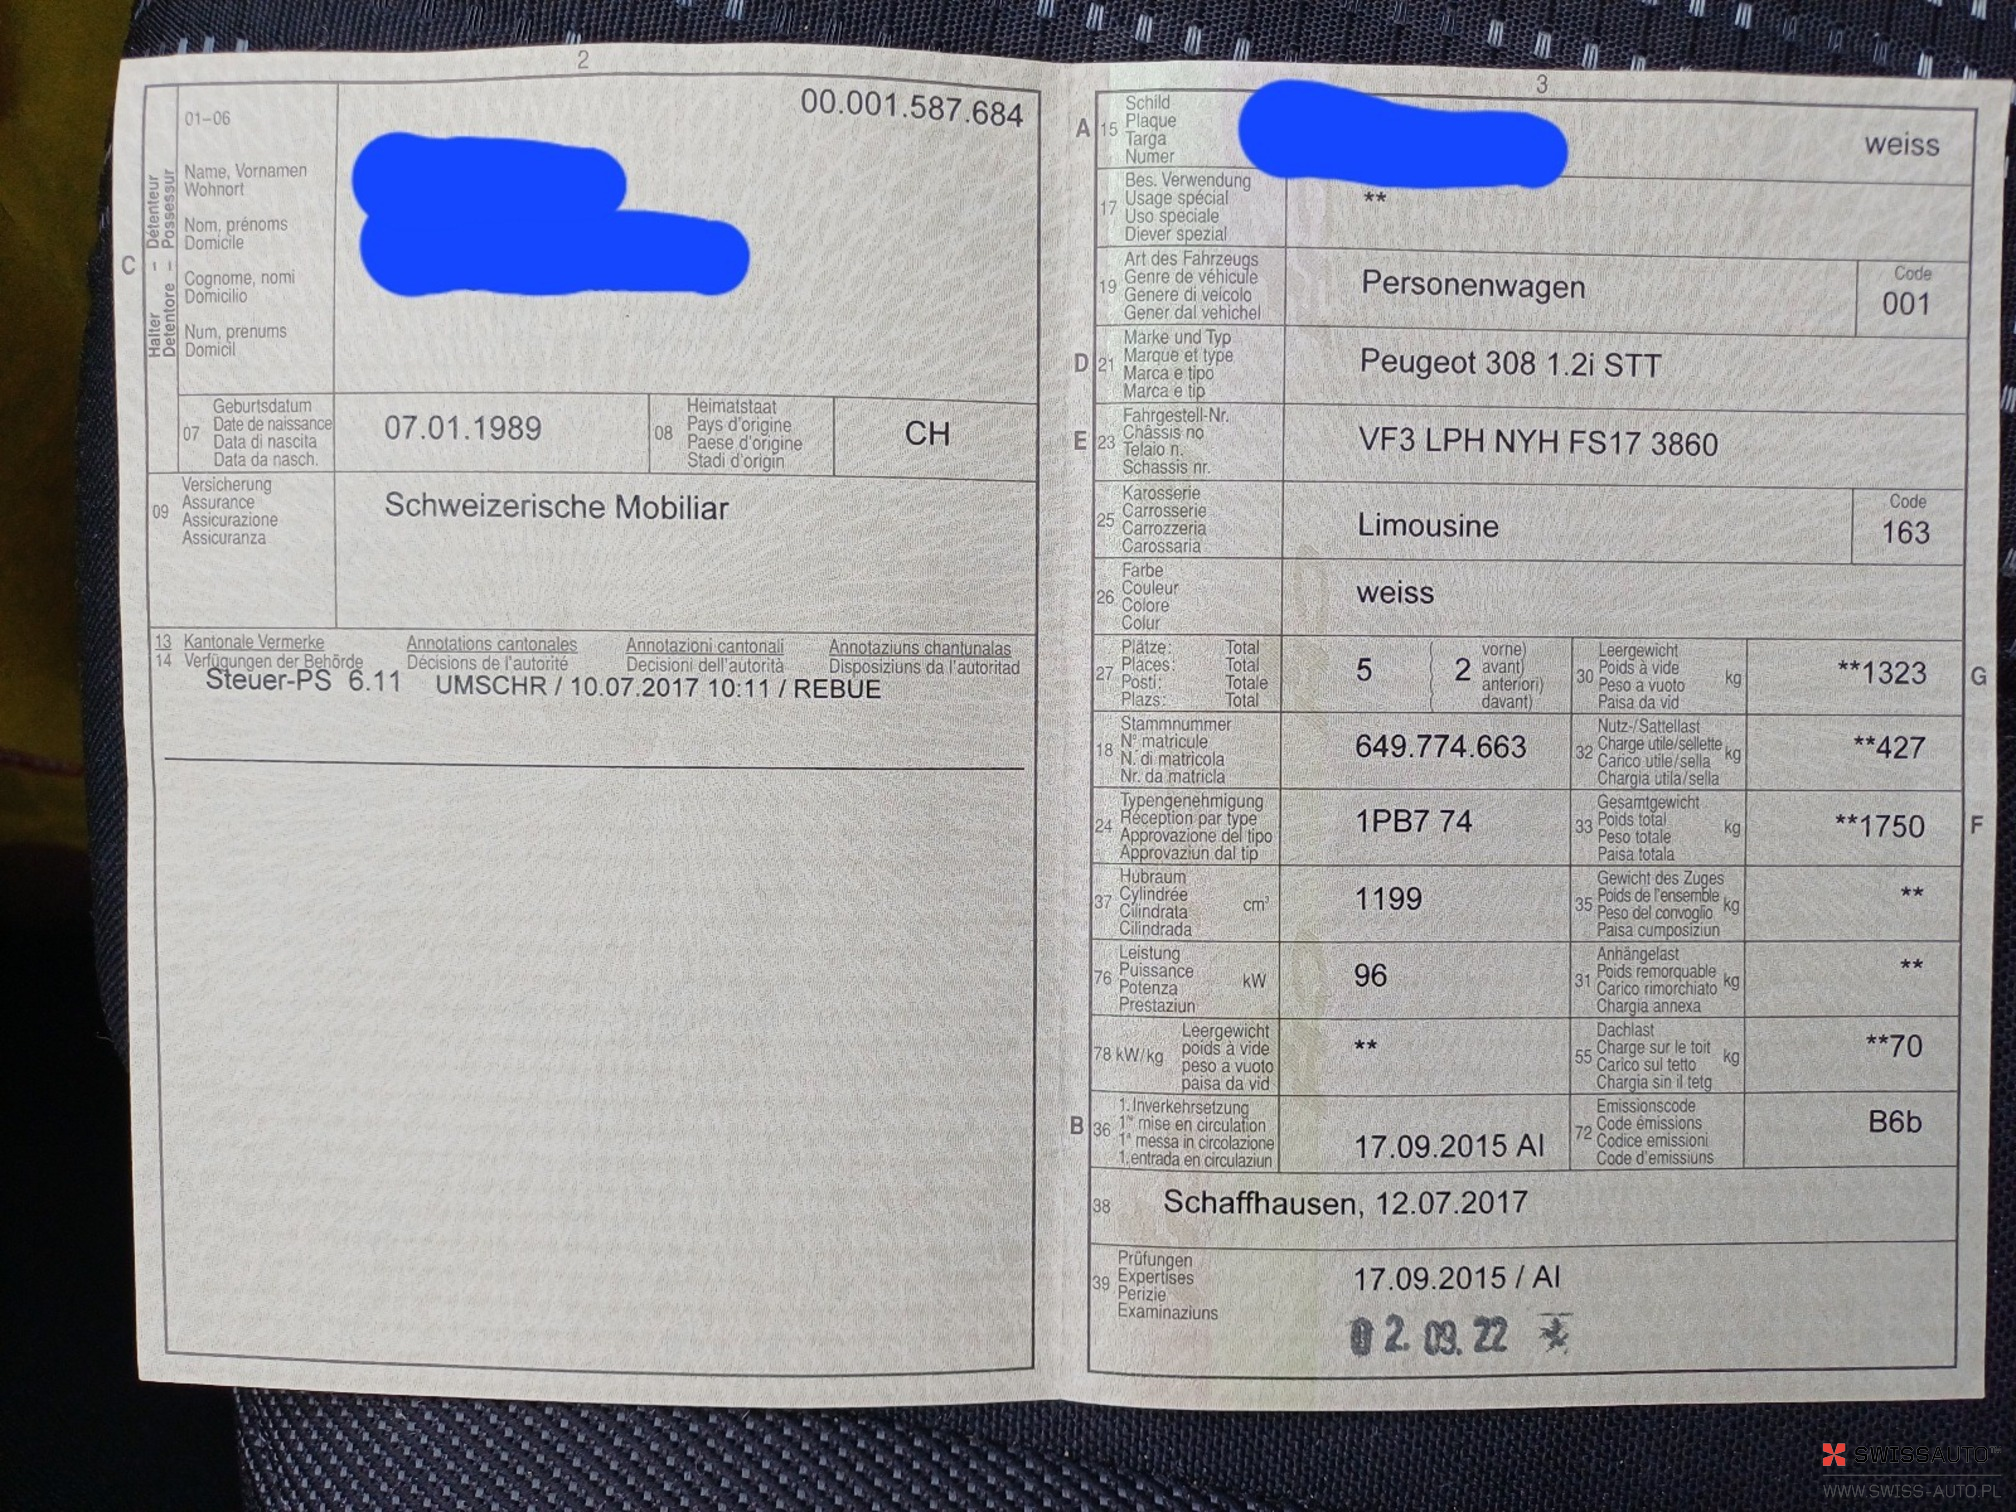 2
00.001.587.684
01-06
Name, Vornamen
Wohnort
Nom, prénoms
Domicile
Cognome, nomi
Domicilio
Num, prenums
Domicil
C
Halter – Détenteur
Detentore – Possessur
07
Geburtsdatum
Date de naissance
Data di nascita
Data da nasch.
07.01.1989
08
Heimatstaat
Pays d'origine
Paese d'origine
Stadi d'origin
CH
09
Versicherung
Assurance
Assicurazione
Assicuranza
Schweizerische Mobiliar
13 Kantonale Vermerke Annotations cantonales Annotazioni cantonali Annotaziuns chantunalas
14 Verfügungen der Behörde Décisions de l'autorité Decisioni dell'autorità Disposiziuns da l'autoritad
Steuer-PS 6.11 UMSCHR / 10.07.2017 10:11 / REBUE
3
A 15
Schild
Plaque
Targa
Numer
weiss
17
Bes. Verwendung
Usage spécial
Uso speciale
Diever spezial
**
19
Art des Fahrzeugs
Genre de véhicule
Genere di veicolo
Gener dal vehichel
Personenwagen
Code
001
D 21
Marke und Typ
Marque et type
Marca e tipo
Marca e tip
Peugeot 308 1.2i STT
E 23
Fahrgestell-Nr.
Châssis no
Telaio n.
Schassis nr.
VF3 LPH NYH FS17 3860
25
Karosserie
Carrosserie
Carrozzeria
Carossaria
Limousine
Code
163
26
Farbe
Couleur
Colore
Colur
weiss
27
Plätze: Total
Places: Total
Posti: Totale
Plazs: Total
5
( 2
vorne)
avant)
anteriori)
davant)
30
Leergewicht
Poids à vide
Peso a vuoto
Paisa da vid
kg
**1323
G
18
Stammnummer
N° matricule
N. di matricola
Nr. da matricla
649.774.663
32
Nutz-/Sattellast
Charge utile/sellette
Carico utile/sella
Chargia utila/sella
kg
**427
24
Typengenehmigung
Réception par type
Approvazione del tipo
Approvaziun dal tip
1PB7 74
33
Gesamtgewicht
Poids total
Peso totale
Paisa totala
kg
**1750
F
37
Hubraum
Cylindrée
Cilindrata
Cilindrada
cm³
1199
35
Gewicht des Zuges
Poids de l'ensemble
Peso del convoglio
Paisa cumposiziun
kg
**
76
Leistung
Puissance
Potenza
Prestaziun
kW
96
31
Anhängelast
Poids remorquable
Carico rimorchiato
Chargia annexa
kg
**
78 kW/kg
Leergewicht
poids à vide
peso a vuoto
paisa da vid
**
55
Dachlast
Charge sur le toit
Carico sul tetto
Chargia sin il tetg
kg
**70
B 36
1. Inverkehrsetzung
1re mise en circulation
1a messa in circolazione
1. entrada en circulaziun
17.09.2015 AI
72
Emissionscode
Code émissions
Codice emissioni
Code d'emissiuns
B6b
38
Schaffhausen, 12.07.2017
39
Prüfungen
Expertises
Perizie
Examinaziuns
17.09.2015 / AI
02.09.22
SWISSAUTO™
WWW.SWISS-AUTO.PL